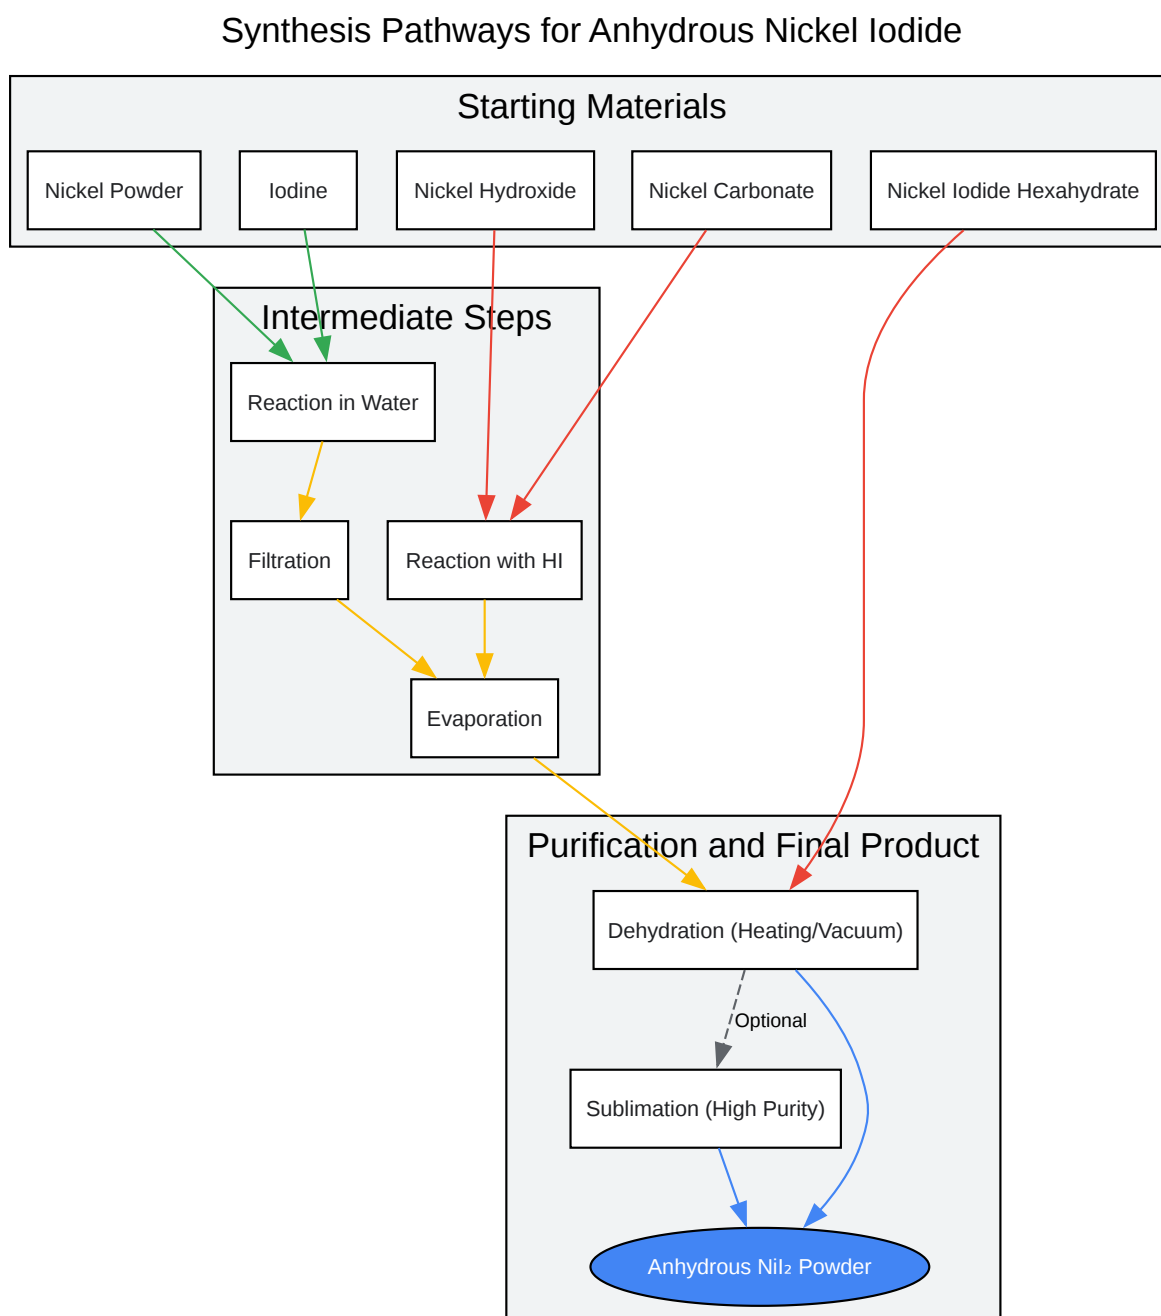 Synthesis Pathways for Anhydrous Nickel Iodide
Starting Materials
Nickel Powder
Iodine
Nickel Hydroxide
Nickel Carbonate
Nickel Iodide Hexahydrate
Intermediate Steps
Reaction in Water
Filtration
Reaction with HI
Evaporation
Purification and Final Product
Dehydration (Heating/Vacuum)
Optional
Sublimation (High Purity)
Anhydrous NiI₂ Powder